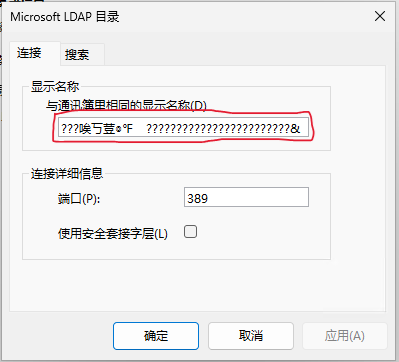 Microsoft LDAP 目录
连接
搜索
显示名称
与通讯簿里相同的显示名称(D)
???唉丂荳๏℉ ????????????????????????&
连接详细信息
端口(P):
389
使用安全套接字层(L)
确定
取消
应用(A)